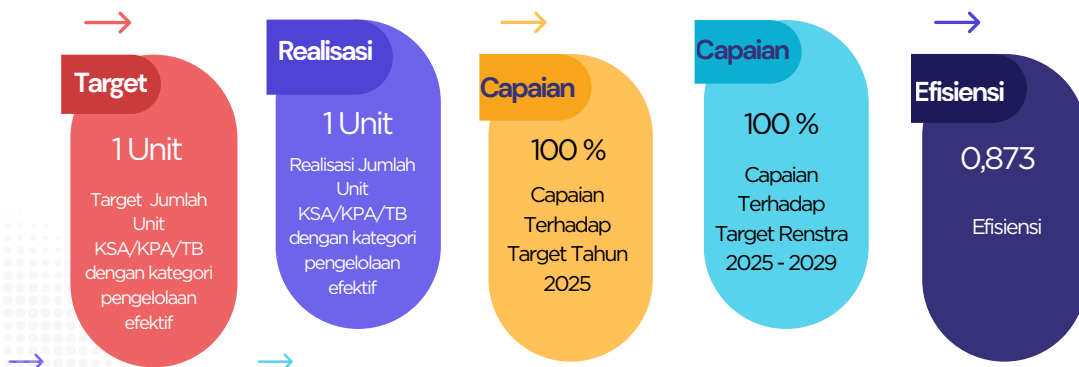 Target
1 Unit
Target Jumlah
Unit
KSA/KPA/TB
dengan kategori
pengelolaan
efektif
Realisasi
1 Unit
Realisasi Jumlah
Unit
KSA/KPA/TB
dengan kategori
pengelolaan
efektif
Capaian
100 %
Capaian
Terhadap
Target Tahun
2025
Capaian
100 %
Capaian
Terhadap
Target Renstra
2025 - 2029
Efisiensi
0,873
Efisiensi